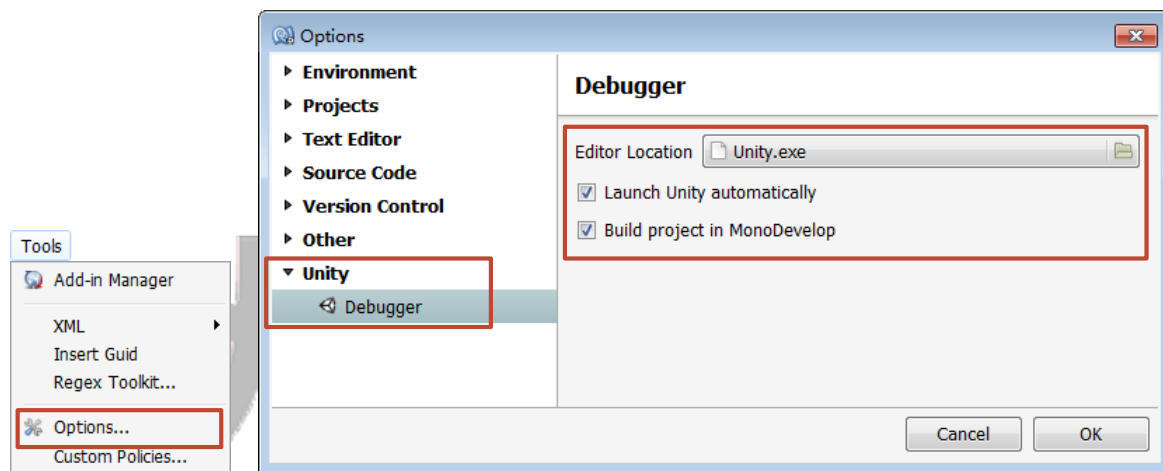 Tools
Add-in Manager
XML
Insert Guid
Regex Toolkit...
Options...
Custom Policies...
Options
Environment
Projects
Text Editor
Source Code
Version Control
Other
Unity
Debugger
Debugger
Editor Location Unity.exe
Launch Unity automatically
Build project in MonoDevelop
Cancel OK